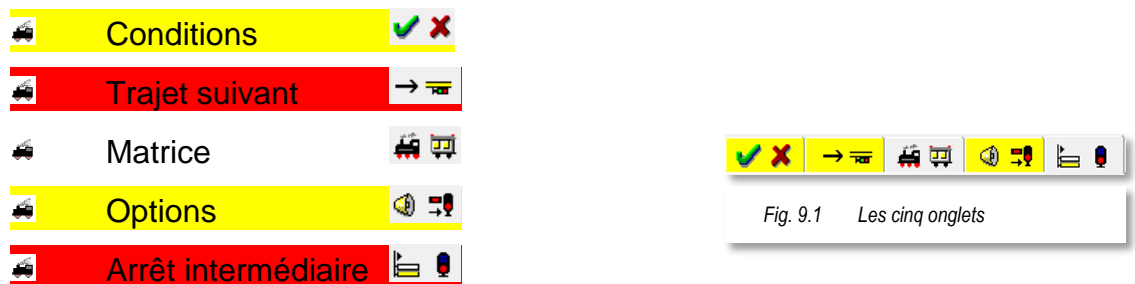 Conditions
Trajet suivant
Matrice
Options
Arrêt intermédiaire
Fig. 9.1 Les cinq onglets